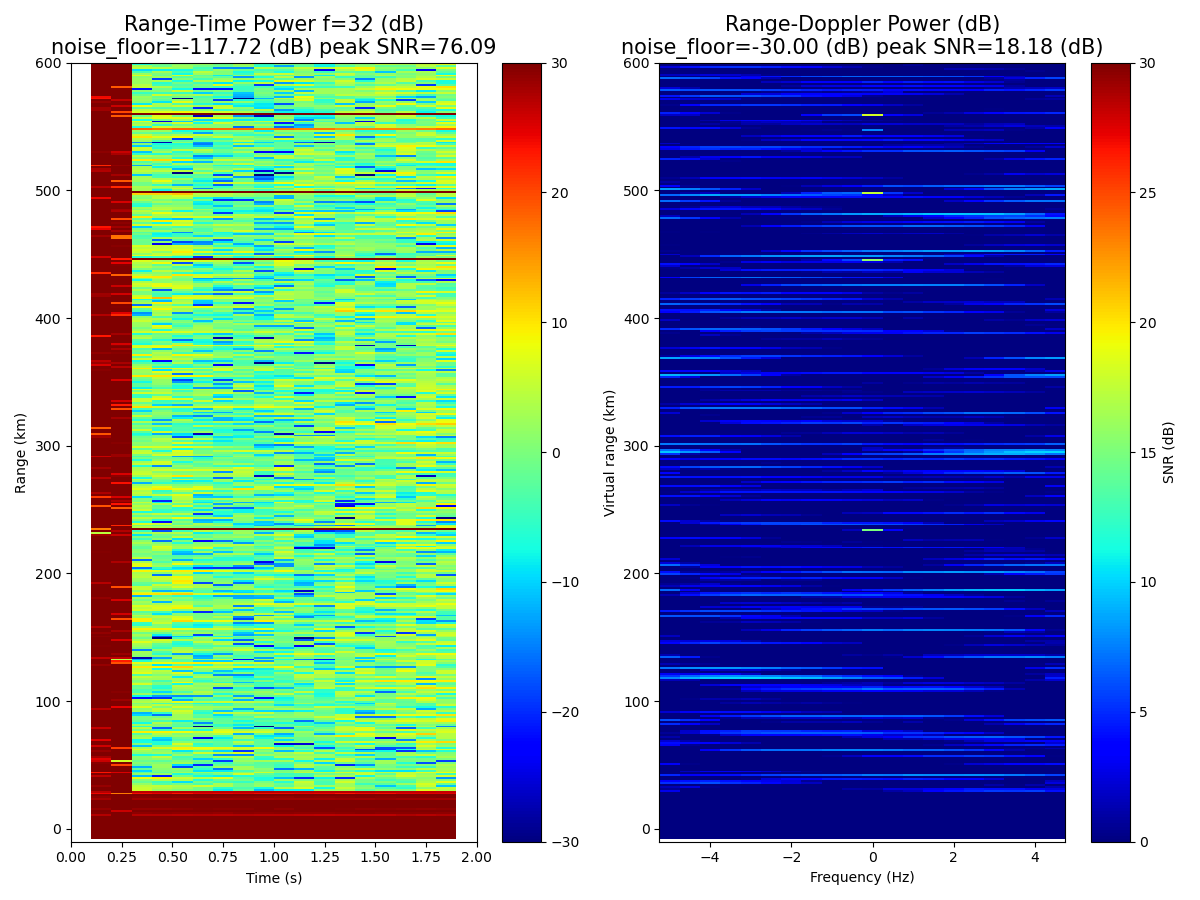 Range-Time Power f=32 (dB)
noise_floor=-117.72 (dB) peak SNR=76.09
600
500
400
300
200
100
0
Range (km)
0.00 0.25 0.50 0.75 1.00 1.25 1.50 1.75 2.00
Time (s)
30
20
10
0
−10
−20
−30
Range-Doppler Power (dB)
noise_floor=-30.00 (dB) peak SNR=18.18 (dB)
600
500
400
300
200
100
0
Virtual range (km)
−4 −2 0 2 4
Frequency (Hz)
30
25
20
15
10
5
0
SNR (dB)